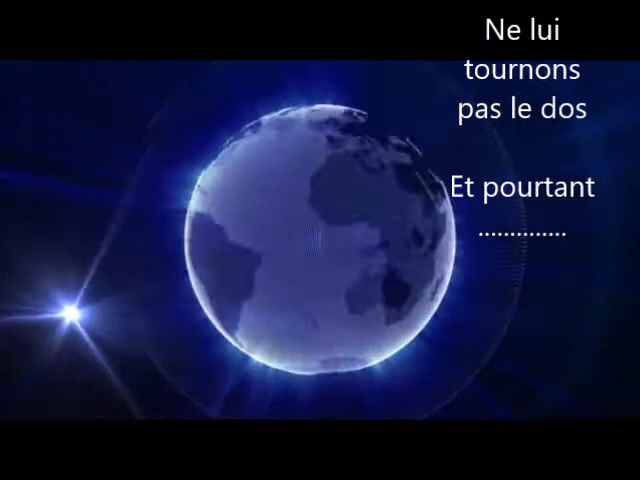 Ne lui
tournons
pas le dos
Et pourtant
..............